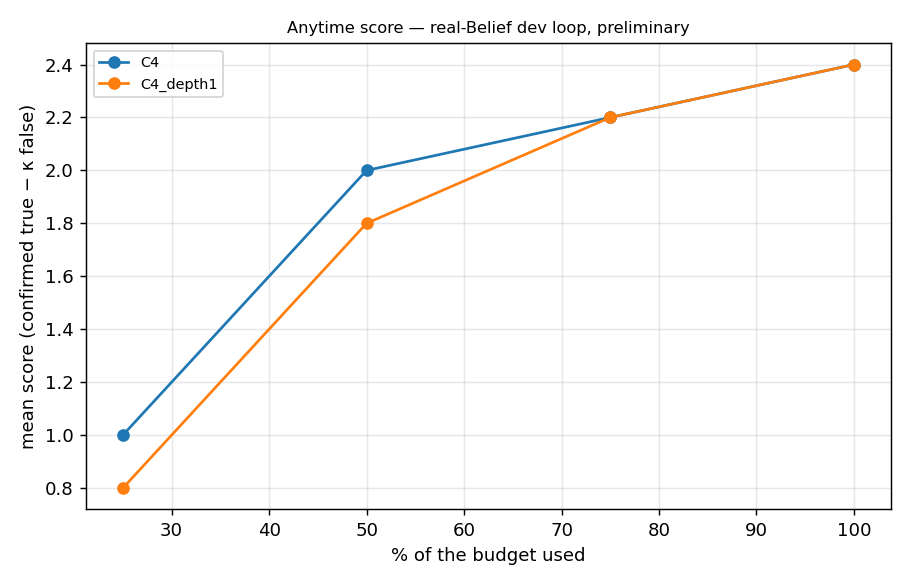 Anytime score — real-Belief dev loop, preliminary
C4
C4_depth1
mean score (confirmed true − κ false)
2.4
2.2
2.0
1.8
1.6
1.4
1.2
1.0
0.8
30 40 50 60 70 80 90 100
% of the budget used